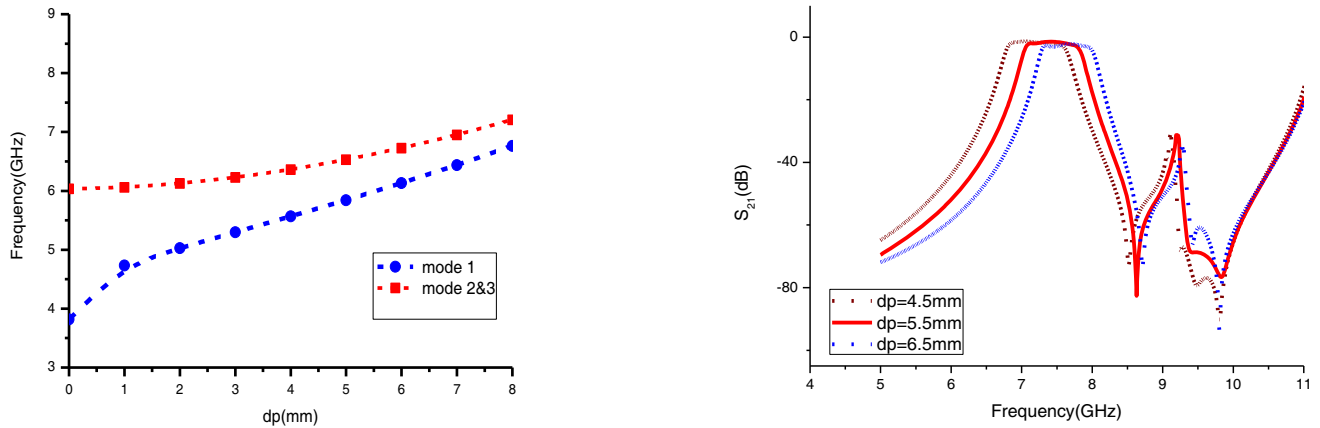 9
8
7
6
5
4
3
Frequency(GHz)
mode 1
mode 2&3
0 1 2 3 4 5 6 7 8
dp(mm)
0
-40
-80
S21(dB)
dp=4.5mm
dp=5.5mm
dp=6.5mm
4 5 6 7 8 9 10 11
Frequency(GHz)